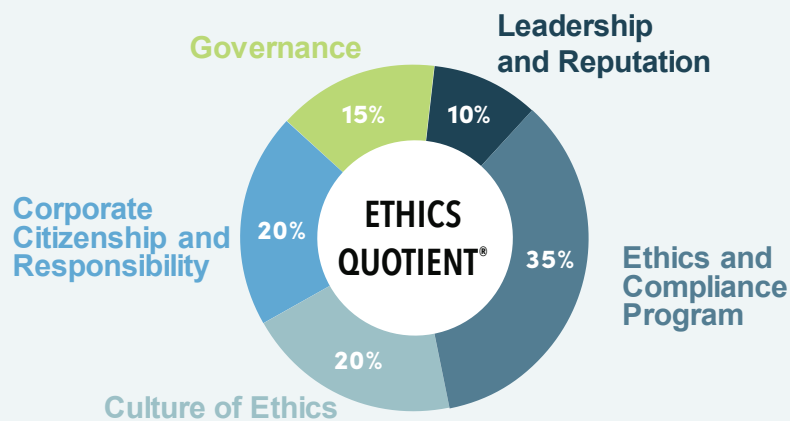 Leadership
and Reputation
10%
Governance
15%
Corporate
Citizenship and
Responsibility
20%
ETHICS
QUOTIENT®
35%
Ethics and
Compliance
Program
20%
Culture of Ethics